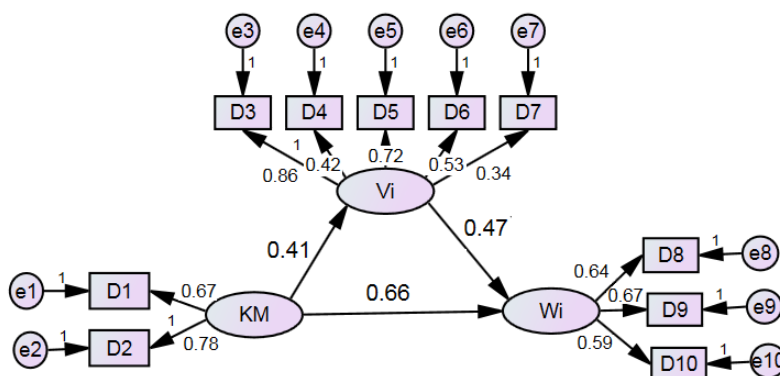 e3 e4 e5 e6 e7
1 1 1 1 1
D3 D4 D5 D6 D7
1
0.86 0.42 0.72 0.53 0.34
Vi
0.41 0.47
e1 1 D1 0.67
KM
0.66
Wi
e2 1 D2 1
0.78
0.64 D8 1 e8
0.67 D9 1 e9
0.59 D10 1 e10